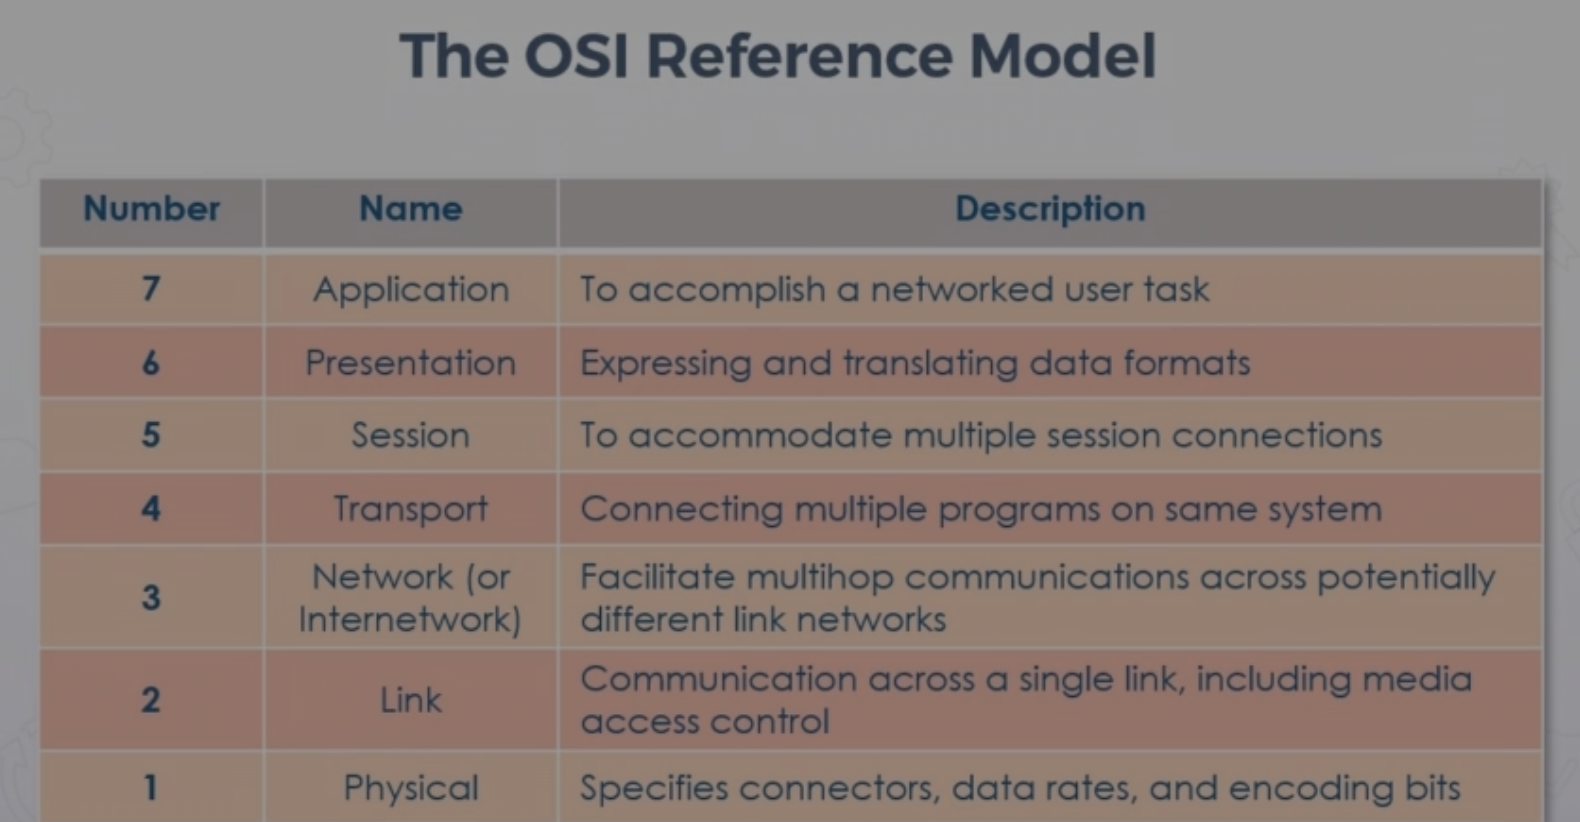 The OSI Reference Model
Number Name Description
7 Application To accomplish a networked user task
6 Presentation Expressing and translating data formats
5 Session To accommodate multiple session connections
4 Transport Connecting multiple programs on same system
3 Network (or Internetwork) Facilitate multihop communications across potentially
different link networks
2 Link Communication across a single link, including media
access control
1 Physical Specifies connectors, data rates, and encoding bits